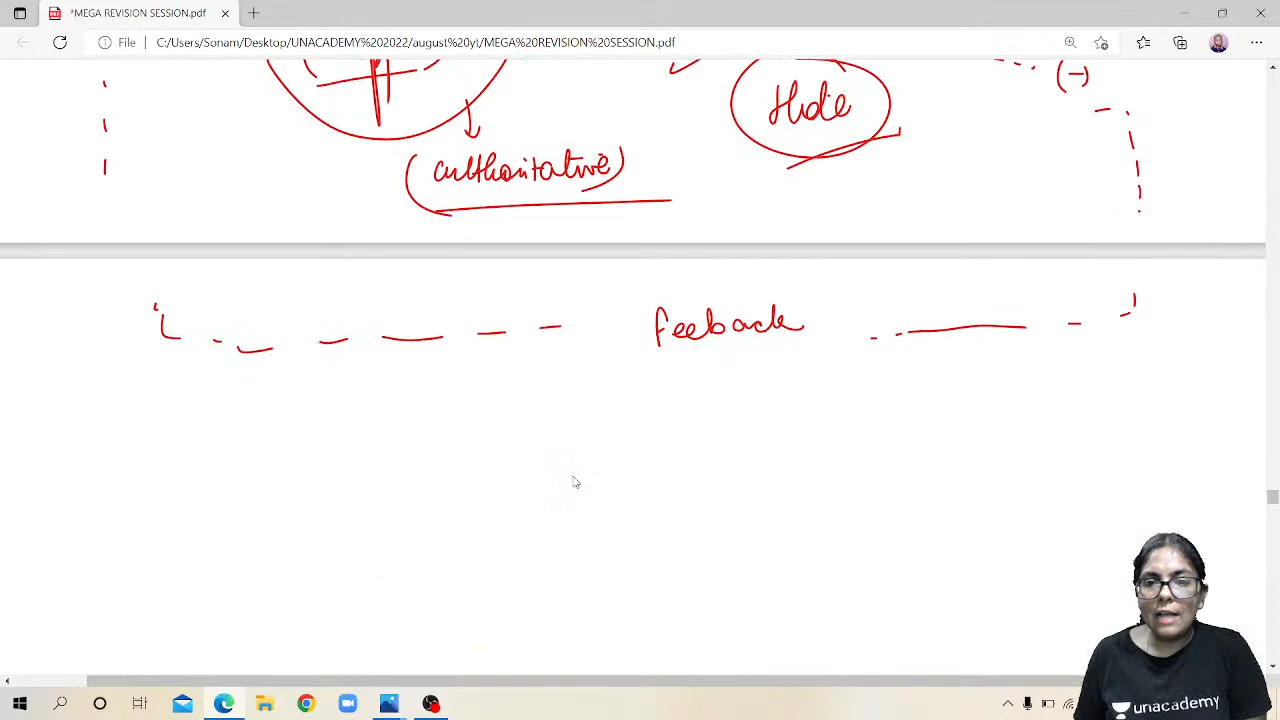 *MEGA REVISION SESSION.pdf
File C:/Users/Sonam/Desktop/UNACADEMY%202022/august%20yt/MEGA%20REVISION%20SESSION.pdf
(-)
(authoritative)
feeback
unacademy